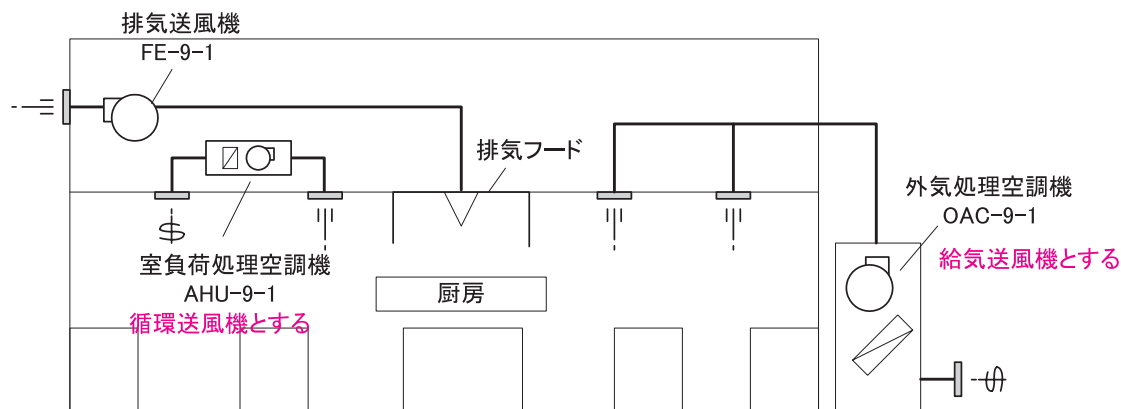 排気送風機
FE-9-1
排気フード
外気処理空調機
OAC-9-1
給気送風機とする
室負荷処理空調機
AHU-9-1
循環送風機とする
厨房